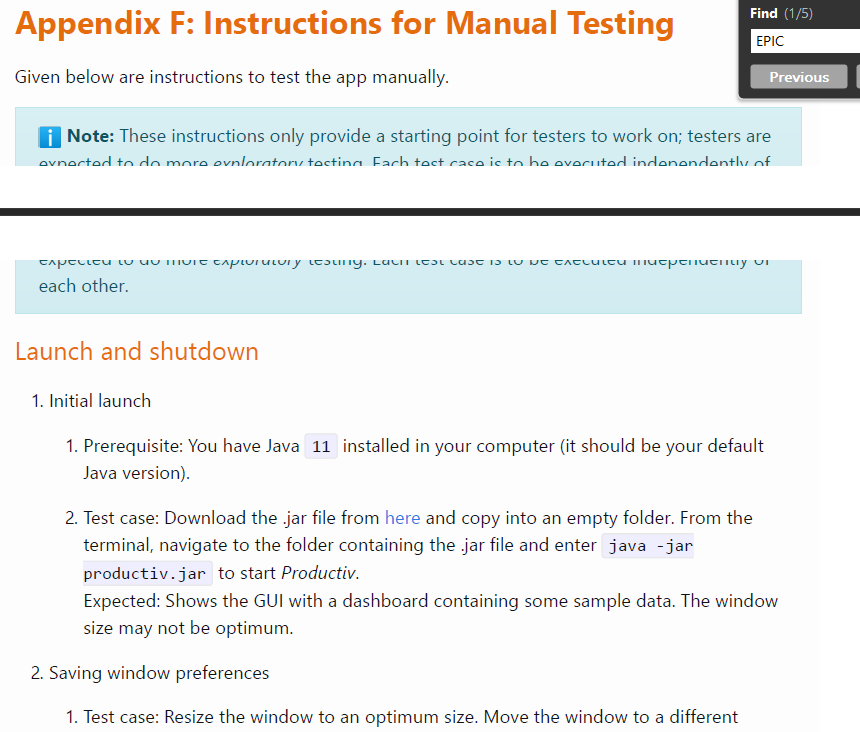 Appendix F: Instructions for Manual Testing
Find (1/5)
EPIC
Previous
Given below are instructions to test the app manually.
Note: These instructions only provide a starting point for testers to work on; testers are
expected to do more exploratory testing. Each test case is to be executed independently of
expected to do more exploratory testing. Each test case is to be executed independently of
each other.
Launch and shutdown
1. Initial launch
1. Prerequisite: You have Java 11 installed in your computer (it should be your default
Java version).
2. Test case: Download the .jar file from here and copy into an empty folder. From the
terminal, navigate to the folder containing the .jar file and enter java -jar
productiv.jar to start Productiv.
Expected: Shows the GUI with a dashboard containing some sample data. The window
size may not be optimum.
2. Saving window preferences
1. Test case: Resize the window to an optimum size. Move the window to a different